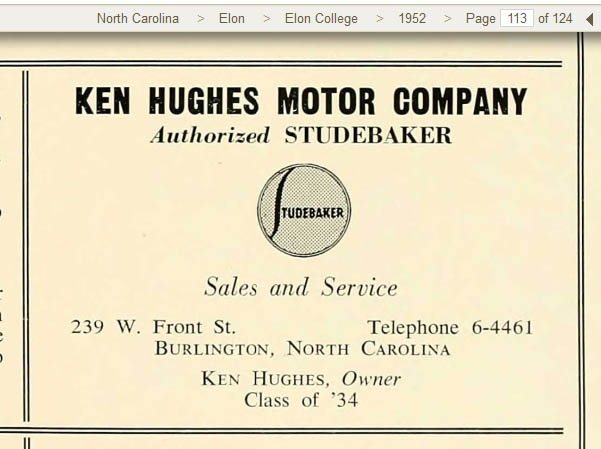 North Carolina > Elon > Elon College > 1952 > Page 113 of 124
KEN HUGHES MOTOR COMPANY
Authorized STUDEBAKER
STUDEBAKER
Sales and Service
239 W. Front St. Telephone 6-4461
BURLINGTON, NORTH CAROLINA
KEN HUGHES, Owner
Class of '34